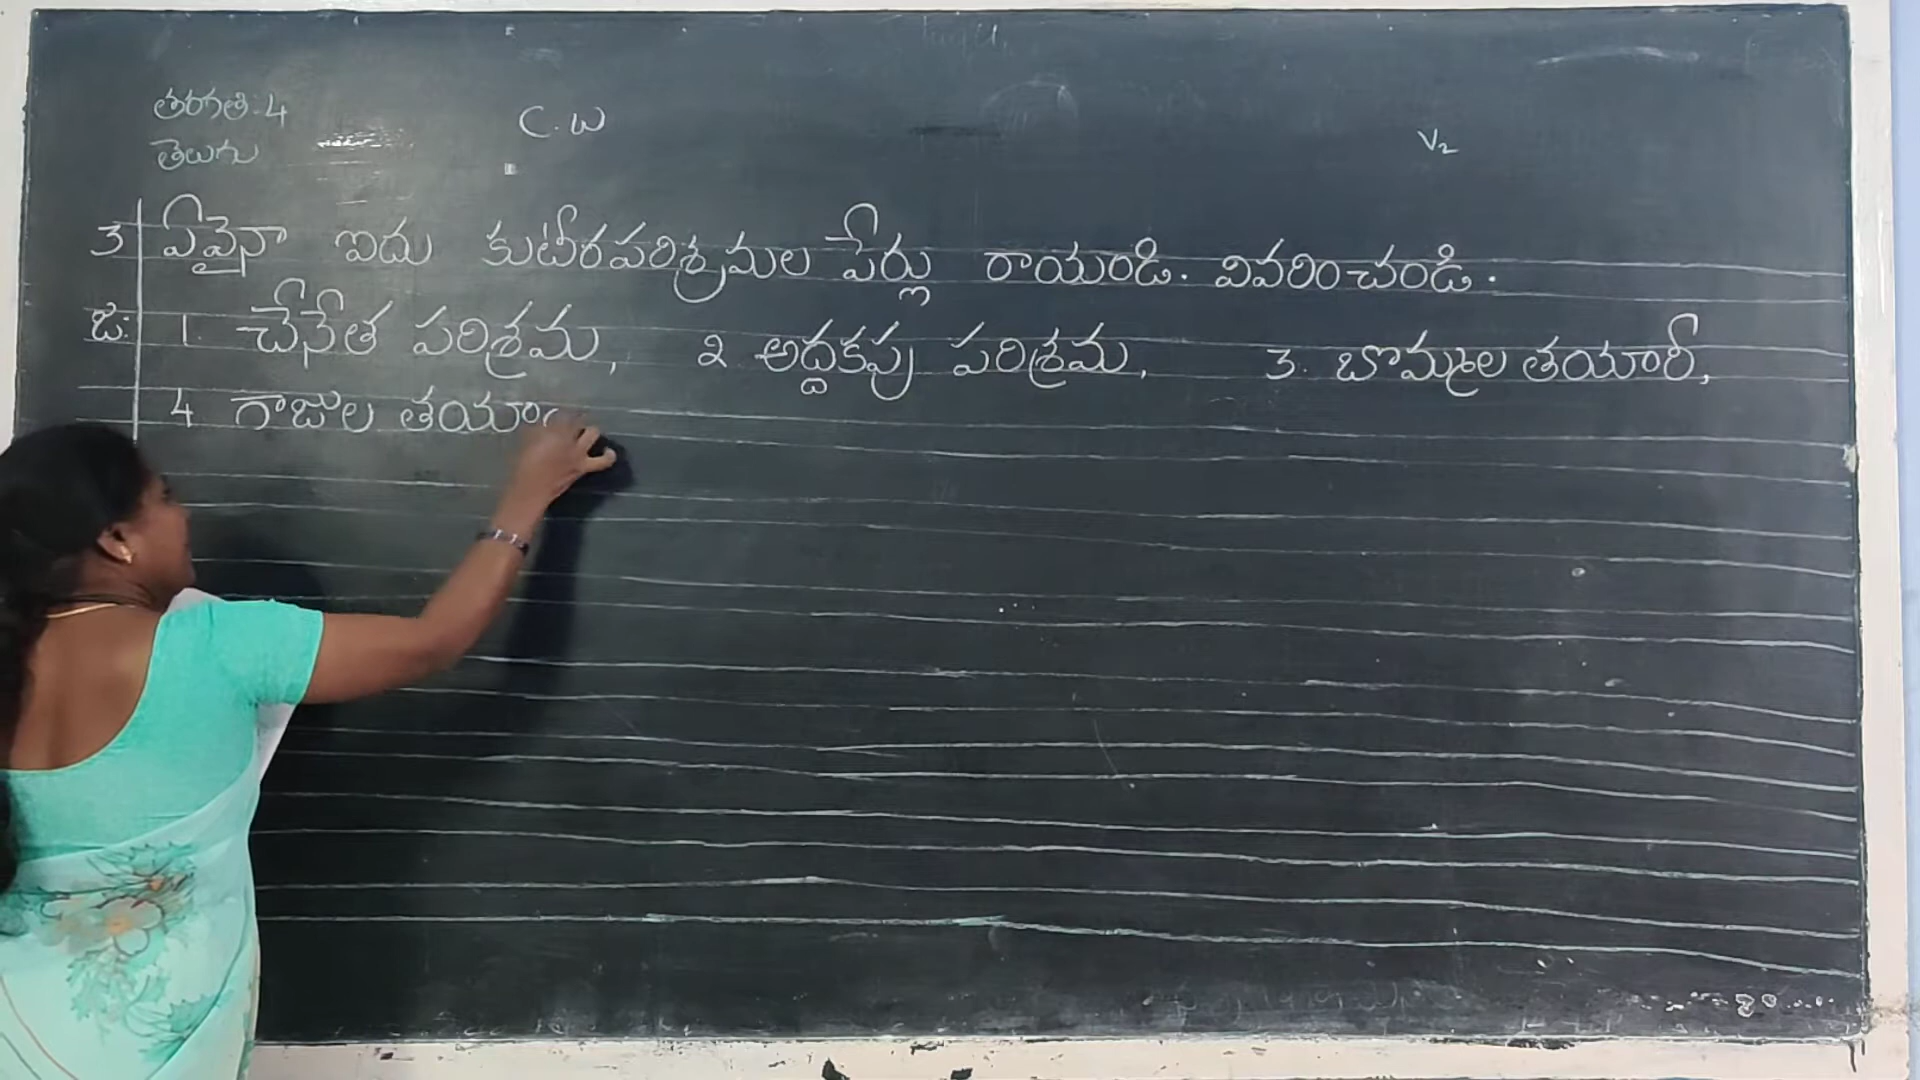 తరగతి:4
తెలుగు
C.W
V2
3 ఏవైనా ఐదు కుటీరపరిశ్రమల పేర్లు రాయండి. వివరించండి.
జ: 1. చేనేత పరిశ్రమ, 2 అద్దకపు పరిశ్రమ, 3. బొమ్మల తయారీ,
4 గాజుల తయా